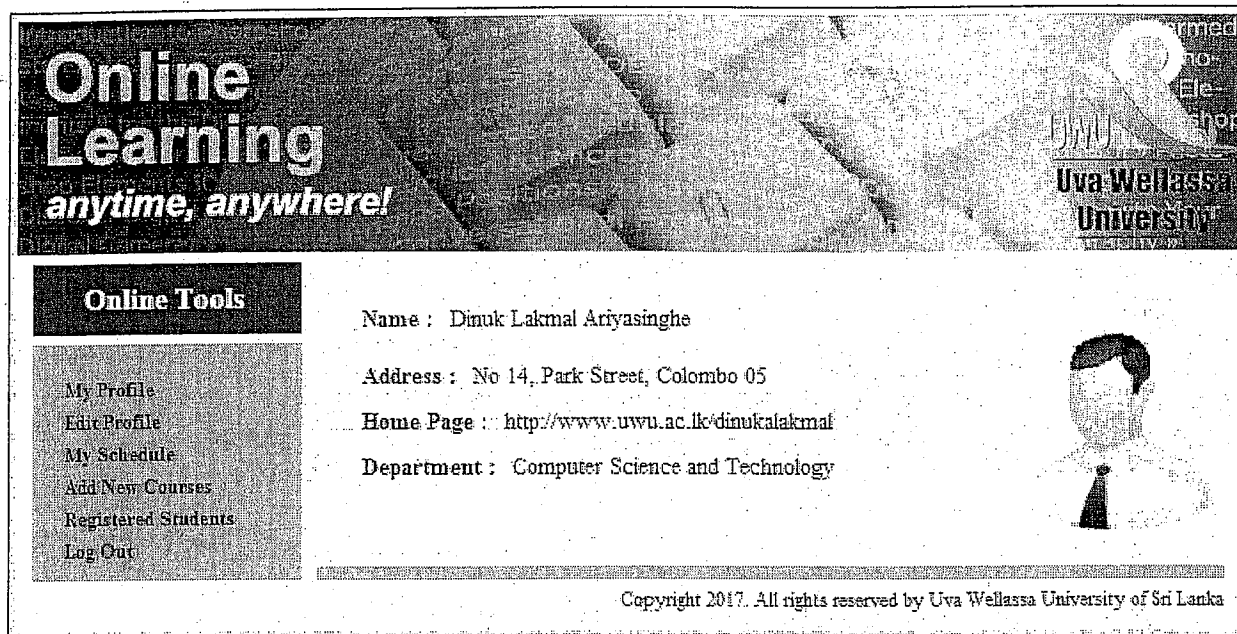 Online
Learning
anytime, anywhere!
UWU
Uva Wellassa
University
Online Tools
My Profile
Edit Profile
My Schedule
Add New Courses
Registered Students
Log Out
Name : Dinuk Lakmal Ariyasinghe
Address : No 14, Park Street, Colombo 05
Home Page : http://www.uwu.ac.lk/dinukalakmal
Department : Computer Science and Technology
Copyright 2017. All rights reserved by Uva Wellassa University of Sri Lanka